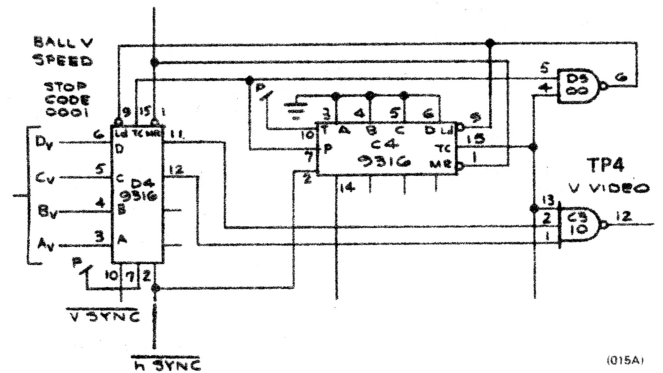 BALL V
SPEED
STOP
CODE
0001
9 15 1
Ld TC MR
11
DV 6 D
CV 5 C
12
D4
9316
BV 4 B
AV 3 A
P
10 7 2
V SYNC
h SYNC
P
10
3 4 5 6
T A B C D Ld
9
7 P
C4
9316
TC 15
MR 1
2
14
5
4
D5
00
6
TP4
V VIDEO
13
2
1
C5
10
12
(015A)